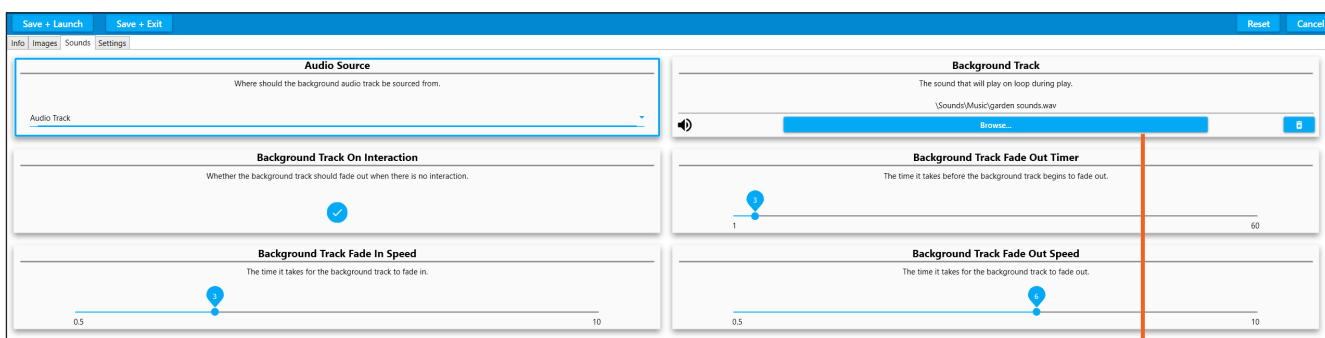 Save + Launch Save + Exit Reset Cancel
Info Images Sounds Settings
Audio Source
Where should the background audio track be sourced from.
Audio Track
Background Track
The sound that will play on loop during play.
\Sounds\Music\garden sounds.wav
Browse...
Background Track On Interaction
Whether the background track should fade out when there is no interaction.
Background Track Fade Out Timer
The time it takes before the background track begins to fade out.
3
1 60
Background Track Fade In Speed
The time it takes for the background track to fade in.
3
0.5 10
Background Track Fade Out Speed
The time it takes for the background track to fade out.
6
0.5 10